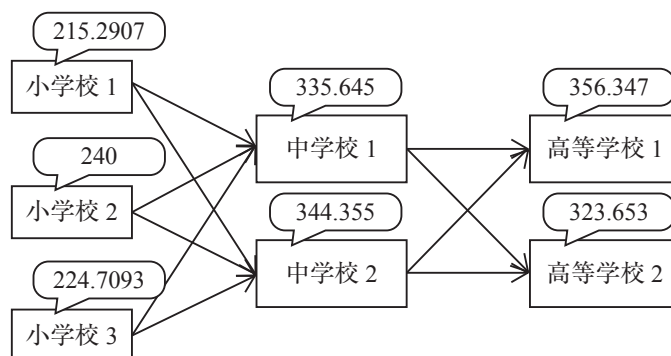 215.2907
小学校 1
240
小学校 2
224.7093
小学校 3
335.645
中学校 1
344.355
中学校 2
356.347
高等学校 1
323.653
高等学校 2